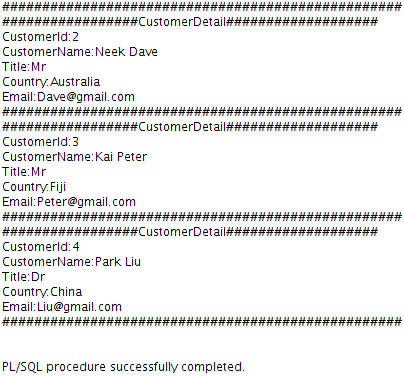 ##################################################
#################CustomerDetail###################
CustomerId:2
CustomerName:Neek Dave
Title:Mr
Country:Australia
Email:Dave@gmail.com
##################################################
#################CustomerDetail###################
CustomerId:3
CustomerName:Kai Peter
Title:Mr
Country:Fiji
Email:Peter@gmail.com
##################################################
#################CustomerDetail###################
CustomerId:4
CustomerName:Park Liu
Title:Dr
Country:China
Email:Liu@gmail.com
##################################################
PL/SQL procedure successfully completed.